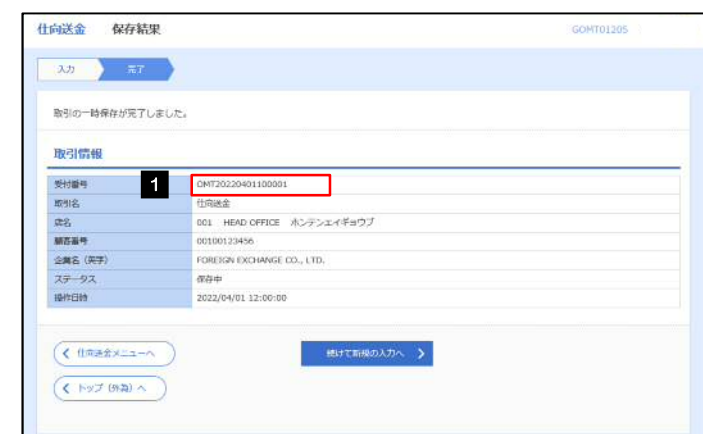 仕向送金 保存結果 GOMT01205
入力 完了
取引の一時保存が完了しました。
取引情報
受付番号 1 OMT20220401100001
取引名 仕向送金
店名 001 HEAD OFFICE ホンテンエイギョウブ
顧客番号 00100123456
企業名（英字） FOREIGN EXCHANGE CO., LTD.
ステータス 保存中
操作日時 2022/04/01 12:00:00
仕向送金メニューへ 続けて新規の入力へ
トップ（外為）へ